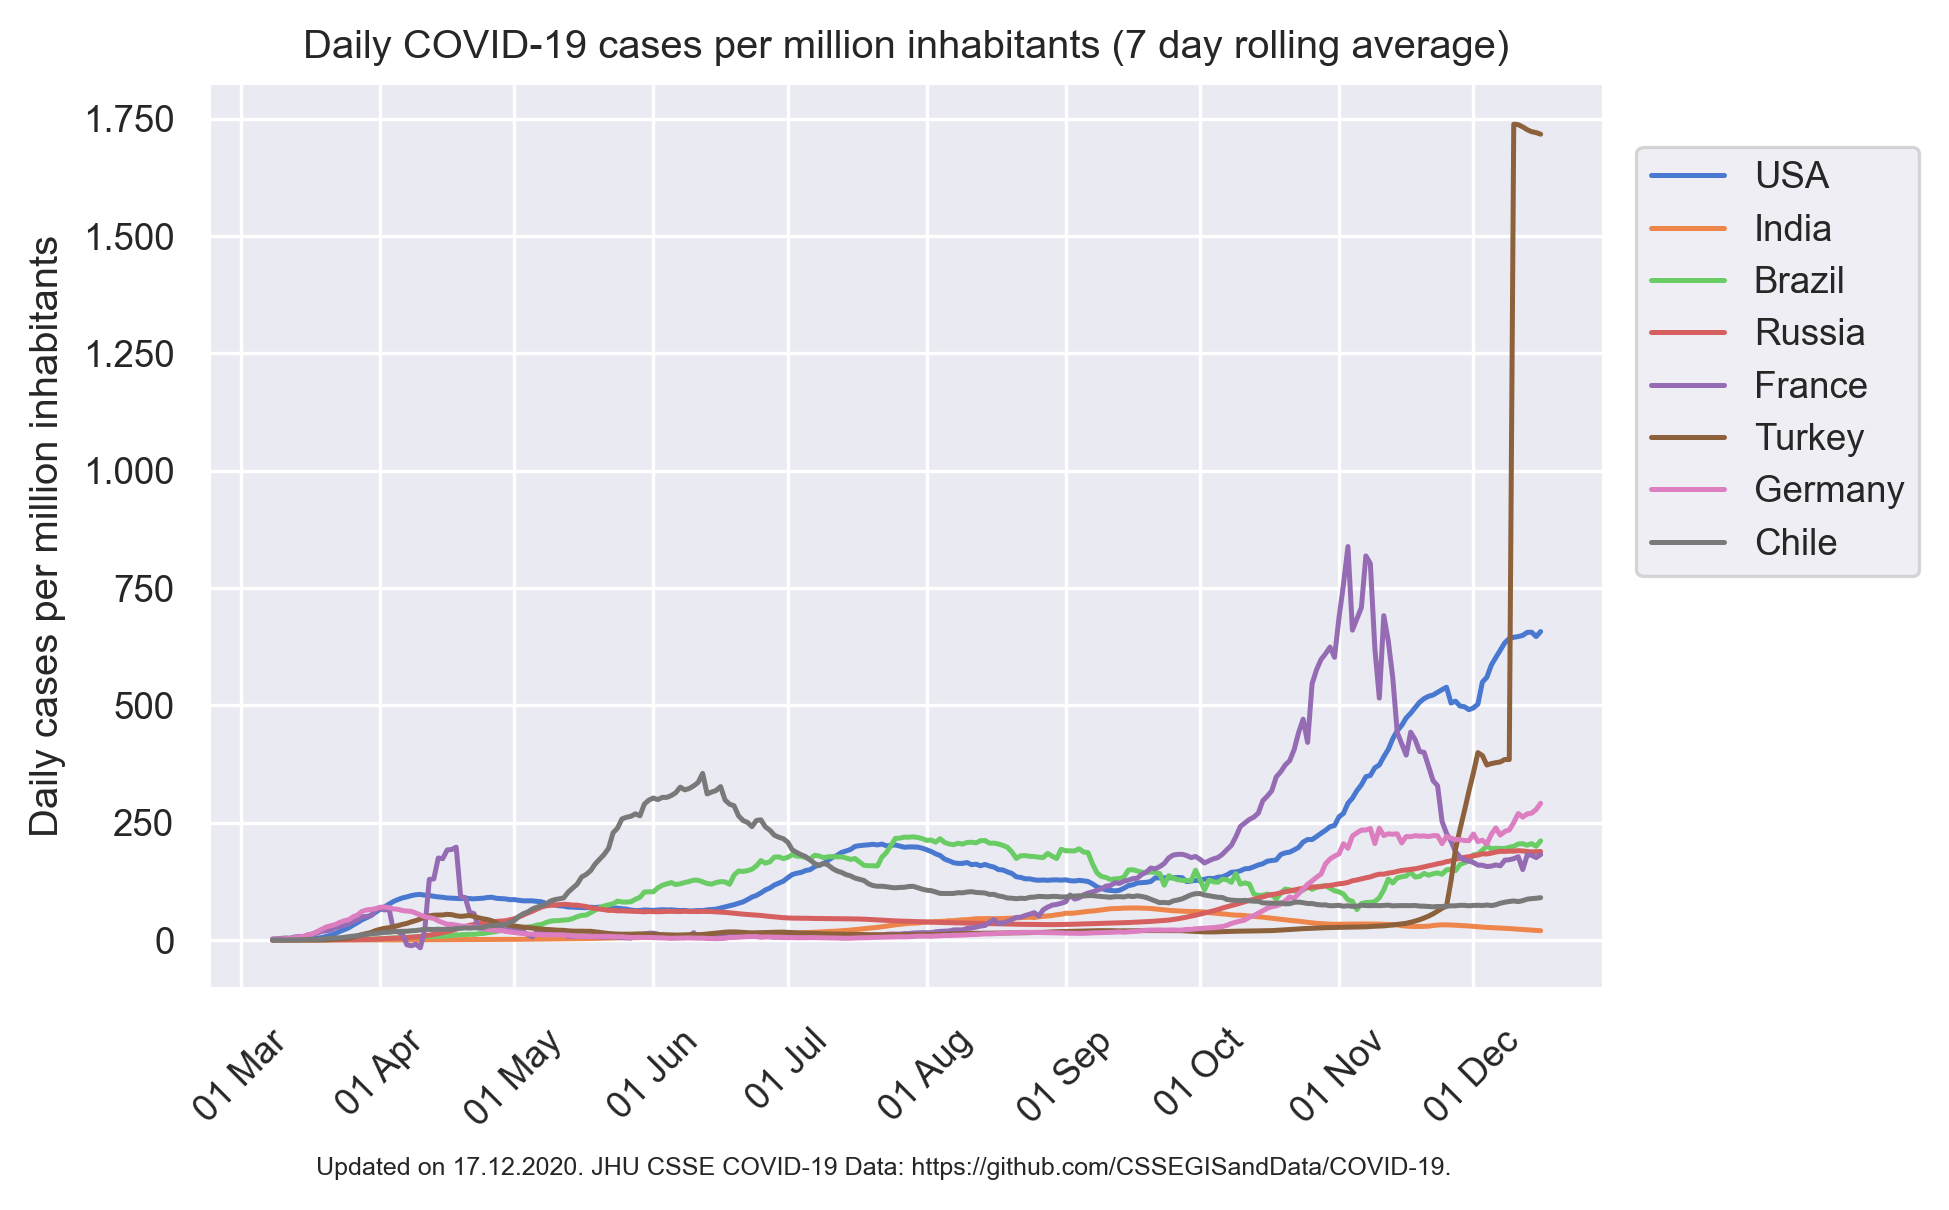 Daily COVID-19 cases per million inhabitants (7 day rolling average)
Daily cases per million inhabitants
1.750
1.500
1.250
1.000
750
500
250
0
01 Mar
01 Apr
01 May
01 Jun
01 Jul
01 Aug
01 Sep
01 Oct
01 Nov
01 Dec
USA
India
Brazil
Russia
France
Turkey
Germany
Chile
Updated on 17.12.2020. JHU CSSE COVID-19 Data: https://github.com/CSSEGISandData/COVID-19.